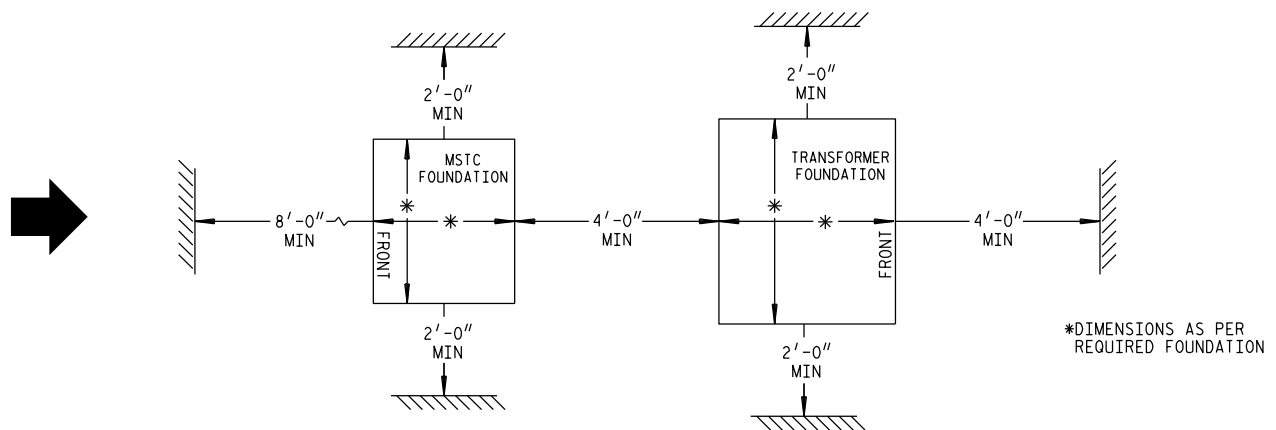 2'-0"
MIN
2'-0"
MIN
MSTC
FOUNDATION
TRANSFORMER
FOUNDATION
8'-0"
MIN
FRONT
*
*
4'-0"
MIN
*
*
FRONT
4'-0"
MIN
2'-0"
MIN
2'-0"
MIN
*DIMENSIONS AS PER
REQUIRED FOUNDATION